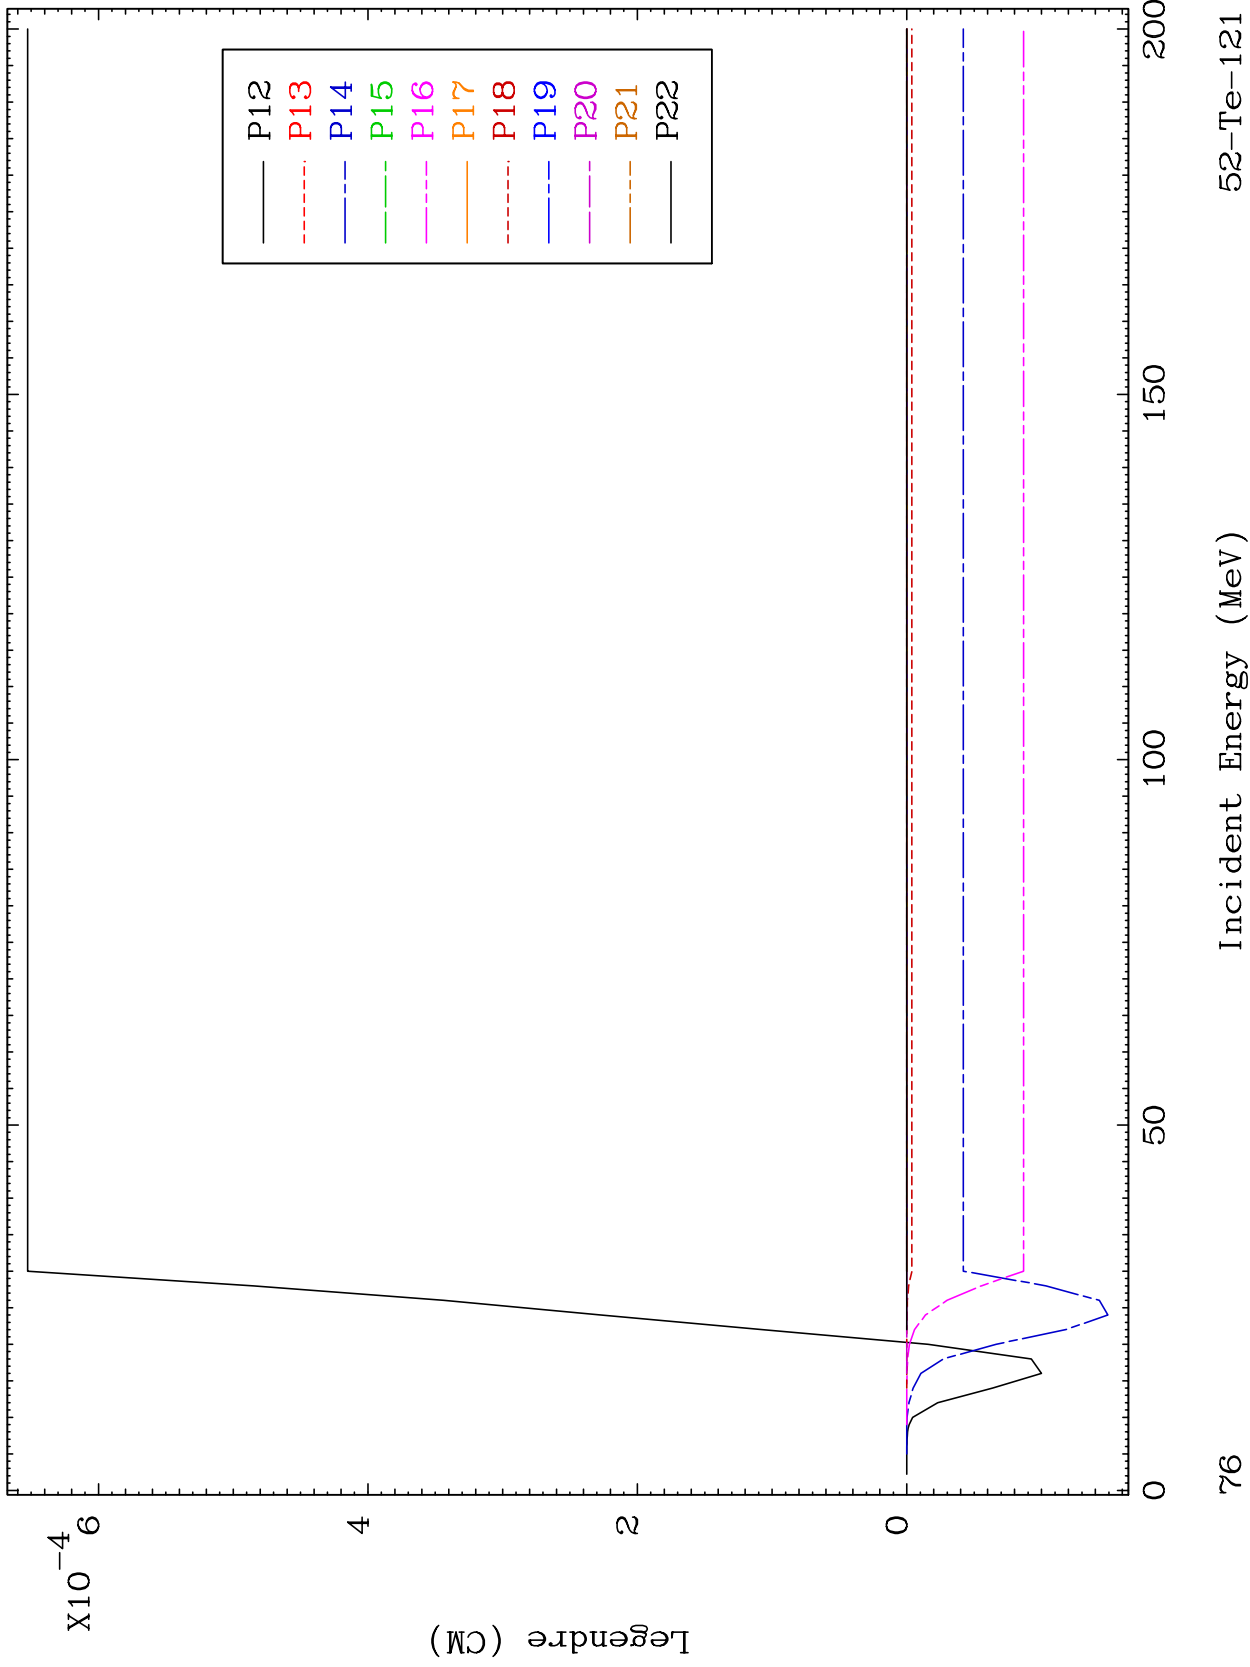 X10-4
6
4
2
0
Legendre (CM)
P12
P13
P14
P15
P16
P17
P18
P19
P20
P21
P22
0
50
100
150
200
Incident Energy (MeV)
76
52-Te-121